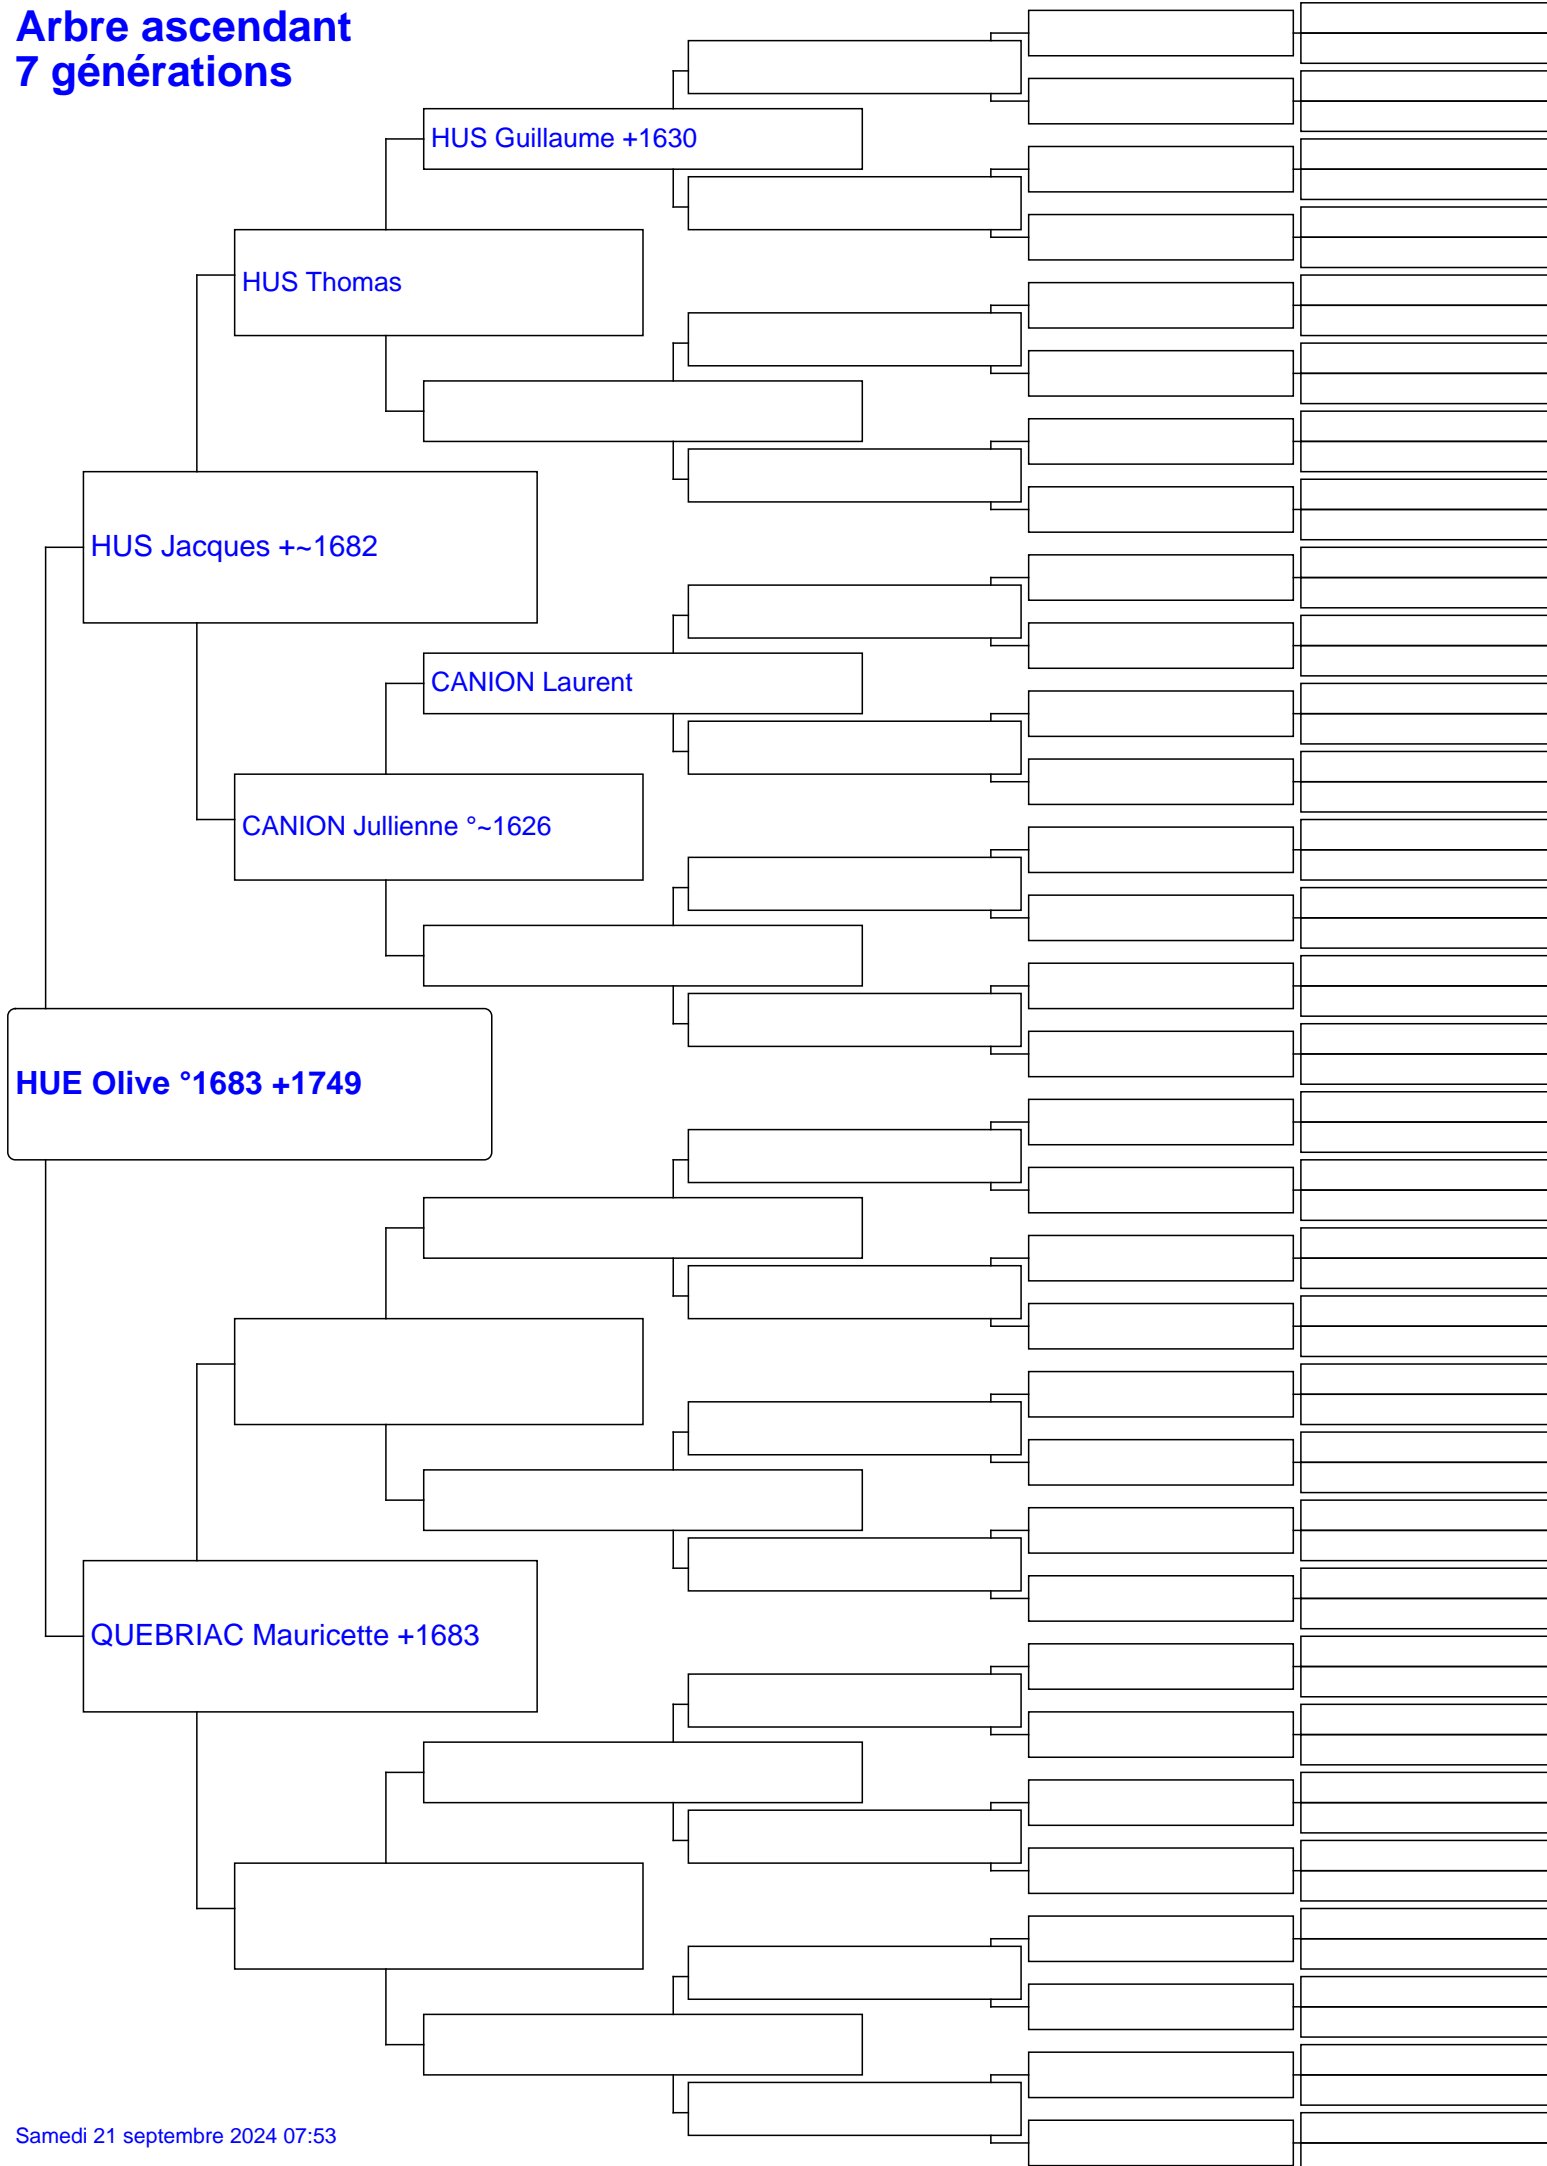 Arbre ascendant
7 générations
HUS Guillaume +1630
HUS Thomas
HUS Jacques +~1682
CANION Laurent
CANION Jullienne °~1626
HUE Olive °1683 +1749
QUEBRIAC Mauricette +1683
Samedi 21 septembre 2024 07:53